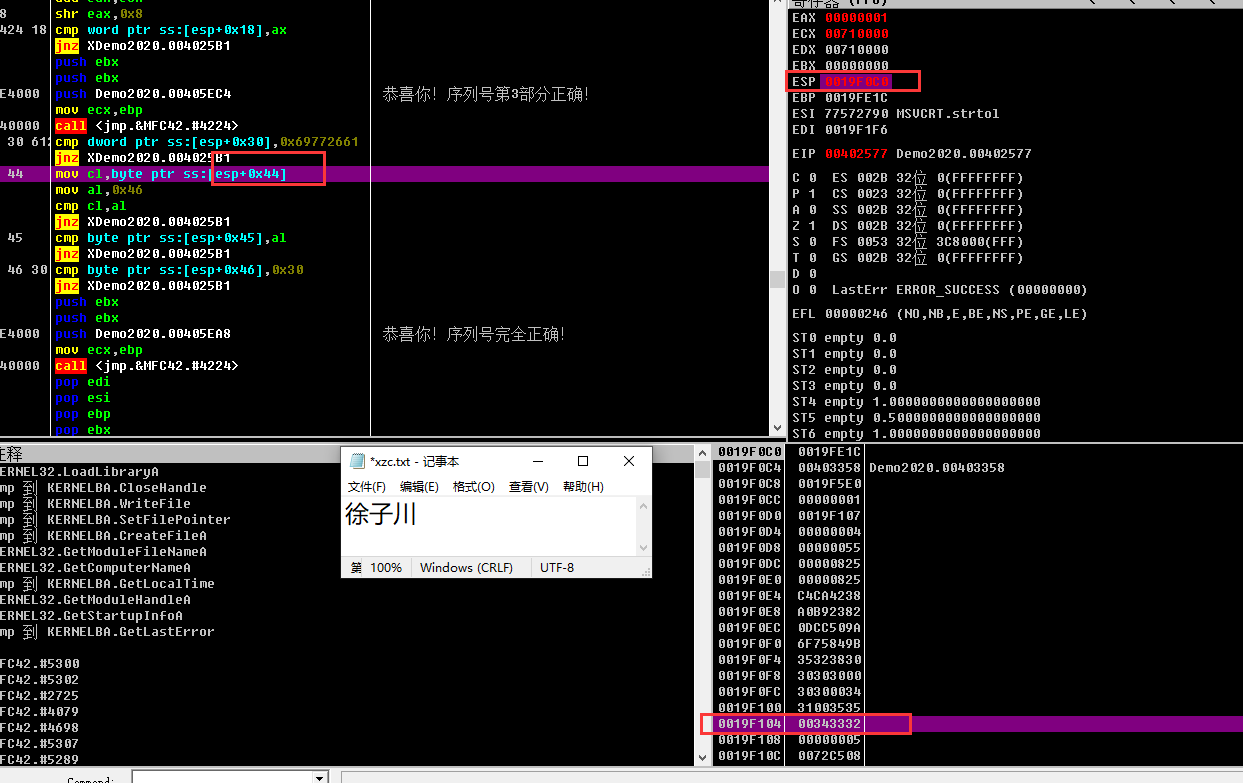 shr eax,0x8
424 18 cmp word ptr ss:[esp+0x18],ax
jnz XDemo2020.004025B1
push ebx
push ebx
E4000 push Demo2020.00405EC4 恭喜你！序列号第3部分正确！
mov ecx,ebp
40000 call <jmp.&MFC42.#4224>
30 612 cmp dword ptr ss:[esp+0x30],0x69772661
jnz XDemo2020.004025B1
44 mov cl,byte ptr ss:[esp+0x44]
mov al,0x46
cmp cl,al
jnz XDemo2020.004025B1
45 cmp byte ptr ss:[esp+0x45],al
jnz XDemo2020.004025B1
46 30 cmp byte ptr ss:[esp+0x46],0x30
jnz XDemo2020.004025B1
push ebx
push ebx
E4000 push Demo2020.00405EA8 恭喜你！序列号完全正确！
mov ecx,ebp
40000 call <jmp.&MFC42.#4224>
pop edi
pop esi
pop ebp
pop ebx
EAX 00000001
ECX 00710000
EDX 00710000
EBX 00000000
ESP 0019F0C0
EBP 0019FE1C
ESI 77572790 MSVCRT.strtol
EDI 0019F1F6
EIP 00402577 Demo2020.00402577
C 0 ES 002B 32位 0(FFFFFFFF)
P 1 CS 0023 32位 0(FFFFFFFF)
A 0 SS 002B 32位 0(FFFFFFFF)
Z 1 DS 002B 32位 0(FFFFFFFF)
S 0 FS 0053 32位 3C8000(FFF)
T 0 GS 002B 32位 0(FFFFFFFF)
D 0
O 0 LastErr ERROR_SUCCESS (00000000)
EFL 00000246 (NO,NB,E,BE,NS,PE,GE,LE)
ST0 empty 0.0
ST1 empty 0.0
ST2 empty 0.0
ST3 empty 0.0
ST4 empty 1.0000000000000000000
ST5 empty 0.5000000000000000000
ST6 empty 1.0000000000000000000
注释
ERNEL32.LoadLibraryA
mp 到 KERNELBA.CloseHandle
mp 到 KERNELBA.WriteFile
mp 到 KERNELBA.SetFilePointer
mp 到 KERNELBA.CreateFileA
ERNEL32.GetModuleFileNameA
ERNEL32.GetComputerNameA
mp 到 KERNELBA.GetLocalTime
ERNEL32.GetModuleHandleA
ERNEL32.GetStartupInfoA
mp 到 KERNELBA.GetLastError
FC42.#5300
FC42.#5302
FC42.#2725
FC42.#4079
FC42.#4698
FC42.#5307
FC42.#5289
*xzc.txt - 记事本
文件(F) 编辑(E) 格式(O) 查看(V) 帮助(H)
徐子川
第 100% Windows (CRLF) UTF-8
0019F0C0 0019FE1C
0019F0C4 00403358 Demo2020.00403358
0019F0C8 0019F5E0
0019F0CC 00000001
0019F0D0 0019F107
0019F0D4 00000004
0019F0D8 00000055
0019F0DC 00000825
0019F0E0 00000825
0019F0E4 C4CA4238
0019F0E8 A0B92382
0019F0EC 0DCC509A
0019F0F0 6F75849B
0019F0F4 35323830
0019F0F8 30303000
0019F0FC 30300034
0019F100 31003535
0019F104 00343332
0019F108 00000005
0019F10C 0072C508